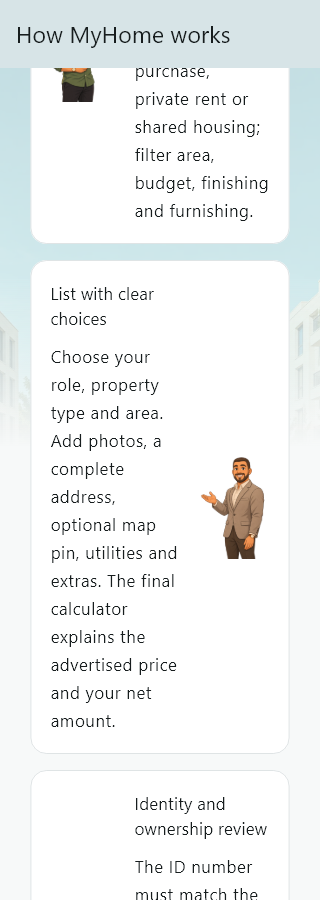 How MyHome works
purchase,
private rent or
shared housing;
filter area,
budget, finishing
and furnishing.
List with clear
choices
Choose your
role, property
type and area.
Add photos, a
complete
address,
optional map
pin, utilities and
extras. The final
calculator
explains the
advertised price
and your net
amount.
Identity and
ownership review
The ID number
must match the